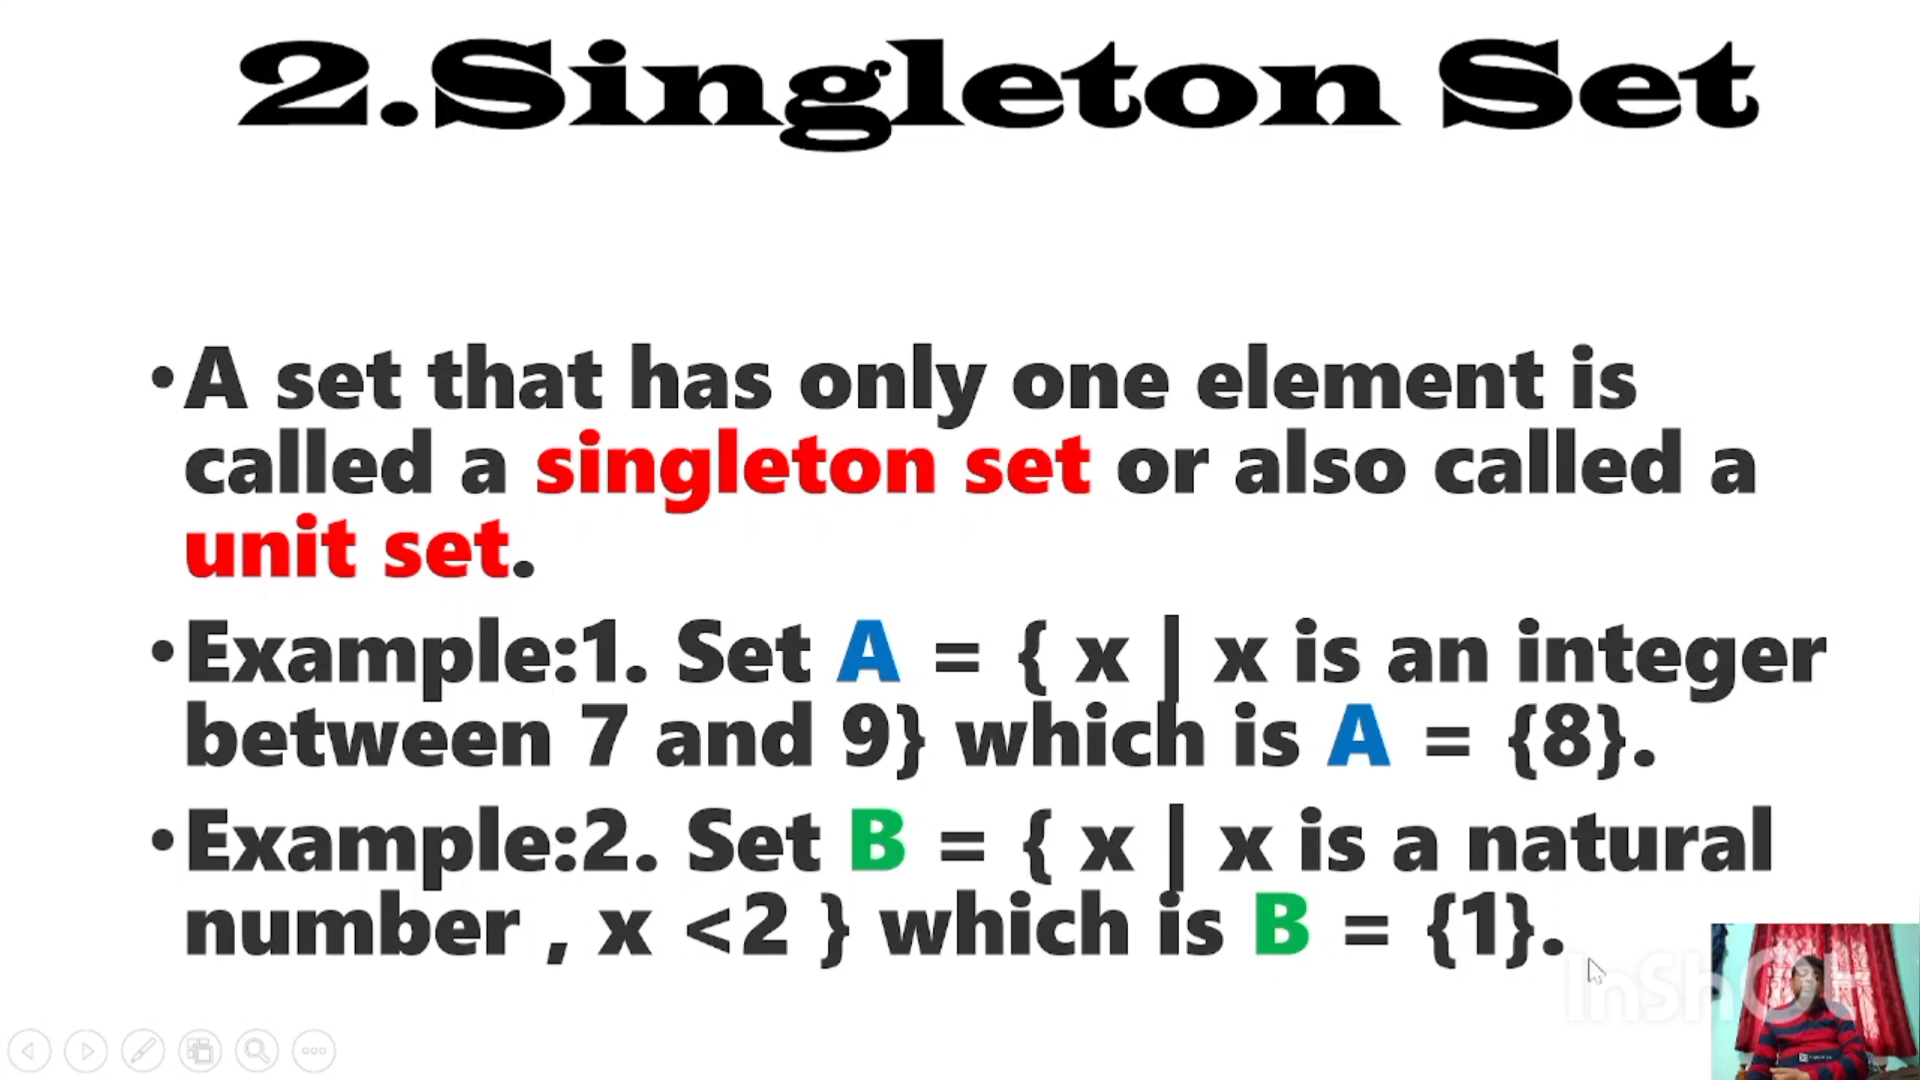 2.Singleton Set
•A set that has only one element is
called a singleton set or also called a
unit set.
•Example:1. Set A = { x | x is an integer
between 7 and 9} which is A = {8}.
•Example:2. Set B = { x | x is a natural
number , x <2 } which is B = {1}.
InShOt